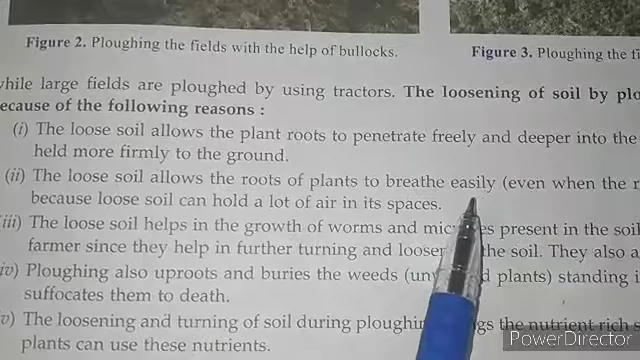 Figure 2. Ploughing the fields with the help of bullocks.
Figure 3. Ploughing the fi
while large fields are ploughed by using tractors. The loosening of soil by plo
ecause of the following reasons :
(i) The loose soil allows the plant roots to penetrate freely and deeper into the
held more firmly to the ground.
(ii) The loose soil allows the roots of plants to breathe easily (even when the r
because loose soil can hold a lot of air in its spaces.
iii) The loose soil helps in the growth of worms and mic es present in the soil
farmer since they help in further turning and loosen the soil. They also a
iv) Ploughing also uproots and buries the weeds (un d plants) standing i
suffocates them to death.
v) The loosening and turning of soil during ploughin gs the nutrient rich s
plants can use these nutrients.
Made With
PowerDirector